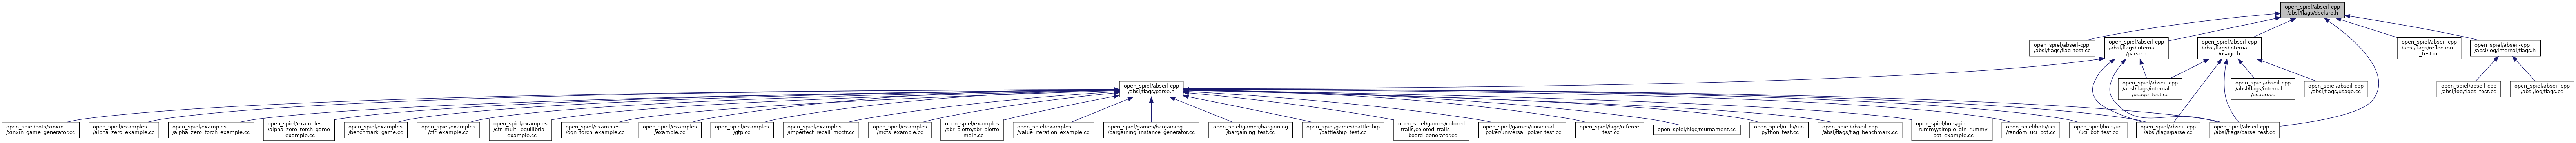 open_spiel/abseil-cpp
/absl/flags/declare.h
open_spiel/abseil-cpp
/absl/flags/flag_test.cc
open_spiel/abseil-cpp
/absl/flags/internal
/parse.h
open_spiel/abseil-cpp
/absl/flags/internal
/usage.h
open_spiel/abseil-cpp
/absl/flags/reflection
_test.cc
open_spiel/abseil-cpp
/absl/log/internal/flags.h
open_spiel/abseil-cpp
/absl/flags/parse.h
open_spiel/abseil-cpp
/absl/flags/internal
/usage_test.cc
open_spiel/abseil-cpp
/absl/flags/internal
/usage.cc
open_spiel/abseil-cpp
/absl/flags/usage.cc
open_spiel/abseil-cpp
/absl/log/flags_test.cc
open_spiel/abseil-cpp
/absl/log/flags.cc
open_spiel/bots/xinxin
/xinxin_game_generator.cc
open_spiel/examples
/alpha_zero_example.cc
open_spiel/examples
/alpha_zero_torch_example.cc
open_spiel/examples
/alpha_zero_torch_game
_example.cc
open_spiel/examples
/benchmark_game.cc
open_spiel/examples
/cfr_example.cc
open_spiel/examples
/cfr_multi_equilibria
_example.cc
open_spiel/examples
/dqn_torch_example.cc
open_spiel/examples
/example.cc
open_spiel/examples
/gtp.cc
open_spiel/examples
/imperfect_recall_mccfr.cc
open_spiel/examples
/mcts_example.cc
open_spiel/examples
/sbr_blotto/sbr_blotto
_main.cc
open_spiel/examples
/value_iteration_example.cc
open_spiel/games/bargaining
/bargaining_instance_generator.cc
open_spiel/games/bargaining
/bargaining_test.cc
open_spiel/games/battleship
/battleship_test.cc
open_spiel/games/colored
_trails/colored_trails
_board_generator.cc
open_spiel/games/universal
_poker/universal_poker_test.cc
open_spiel/higc/referee
_test.cc
open_spiel/higc/tournament.cc
open_spiel/utils/run
_python_test.cc
open_spiel/abseil-cpp
/absl/flags/flag_benchmark.cc
open_spiel/bots/gin
_rummy/simple_gin_rummy
_bot_example.cc
open_spiel/bots/uci
/random_uci_bot.cc
open_spiel/bots/uci
/uci_bot_test.cc
open_spiel/abseil-cpp
/absl/flags/parse.cc
open_spiel/abseil-cpp
/absl/flags/parse_test.cc